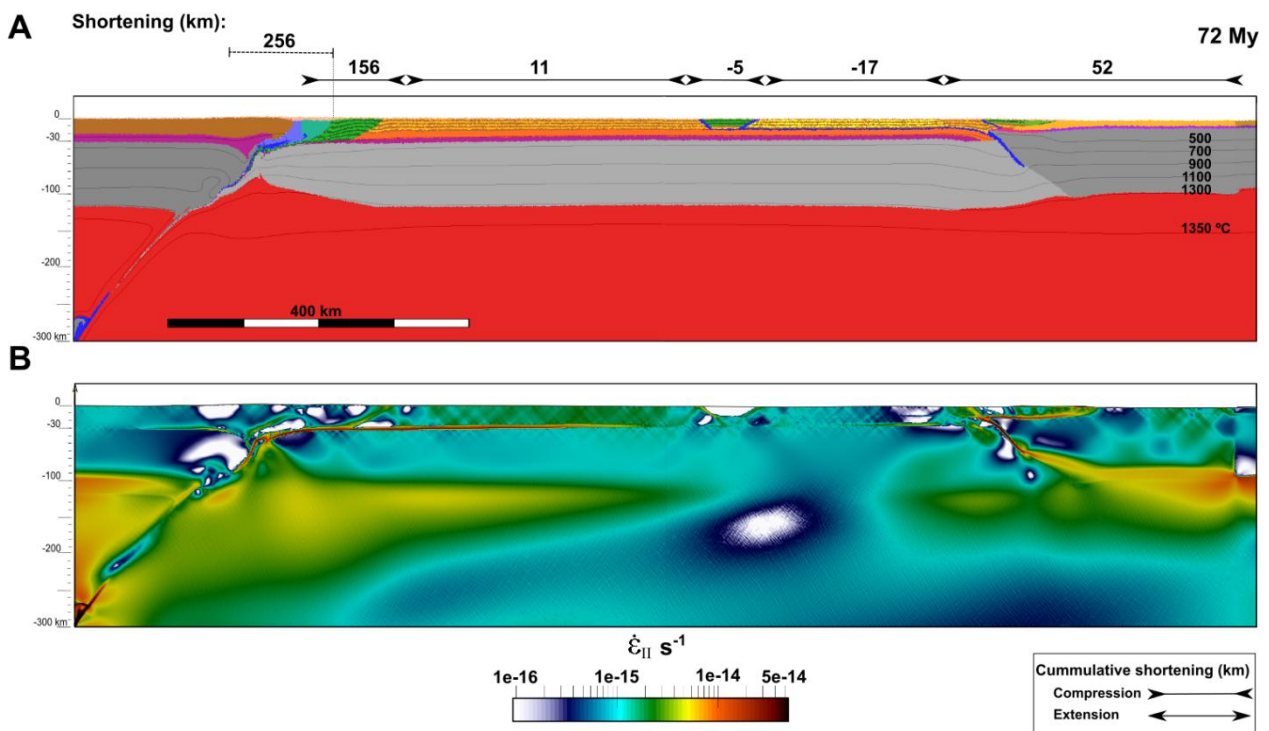 A
Shortening (km):
72 My
256
156 11 -5 -17 52
0
-30
-100
-200
-300 km
500
700
900
1100
1300
1350 ºC
400 km
B
0
-30
-100
-200
-300 km
ε̇II s-1
1e-16 1e-15 1e-14 5e-14
Cummulative shortening (km)
Compression
Extension